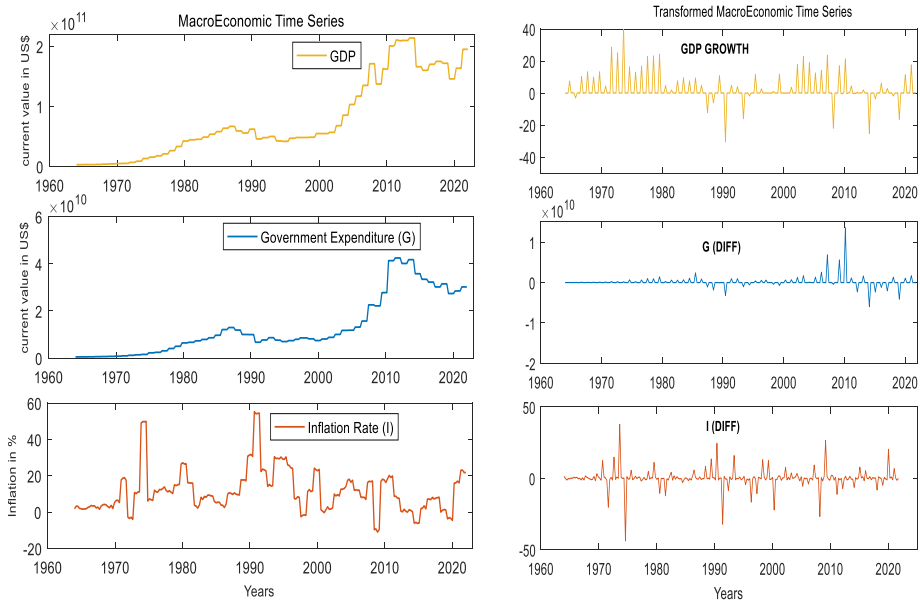 MacroEconomic Time Series
× 10^11
2
1
0
current value in US$
GDP
1960 1970 1980 1990 2000 2010 2020
× 10^10
6
4
2
0
current value in US$
Government Expenditure (G)
1960 1970 1980 1990 2000 2010 2020
60
40
20
0
-20
Inflation in %
Inflation Rate (I)
1960 1970 1980 1990 2000 2010 2020
Years
Transformed MacroEconomic Time Series
40
20
0
-20
-40
GDP GROWTH
1960 1970 1980 1990 2000 2010 2020
× 10^10
1
0
-1
-2
G (DIFF)
1960 1970 1980 1990 2000 2010 2020
50
0
-50
I (DIFF)
1960 1970 1980 1990 2000 2010 2020
Years